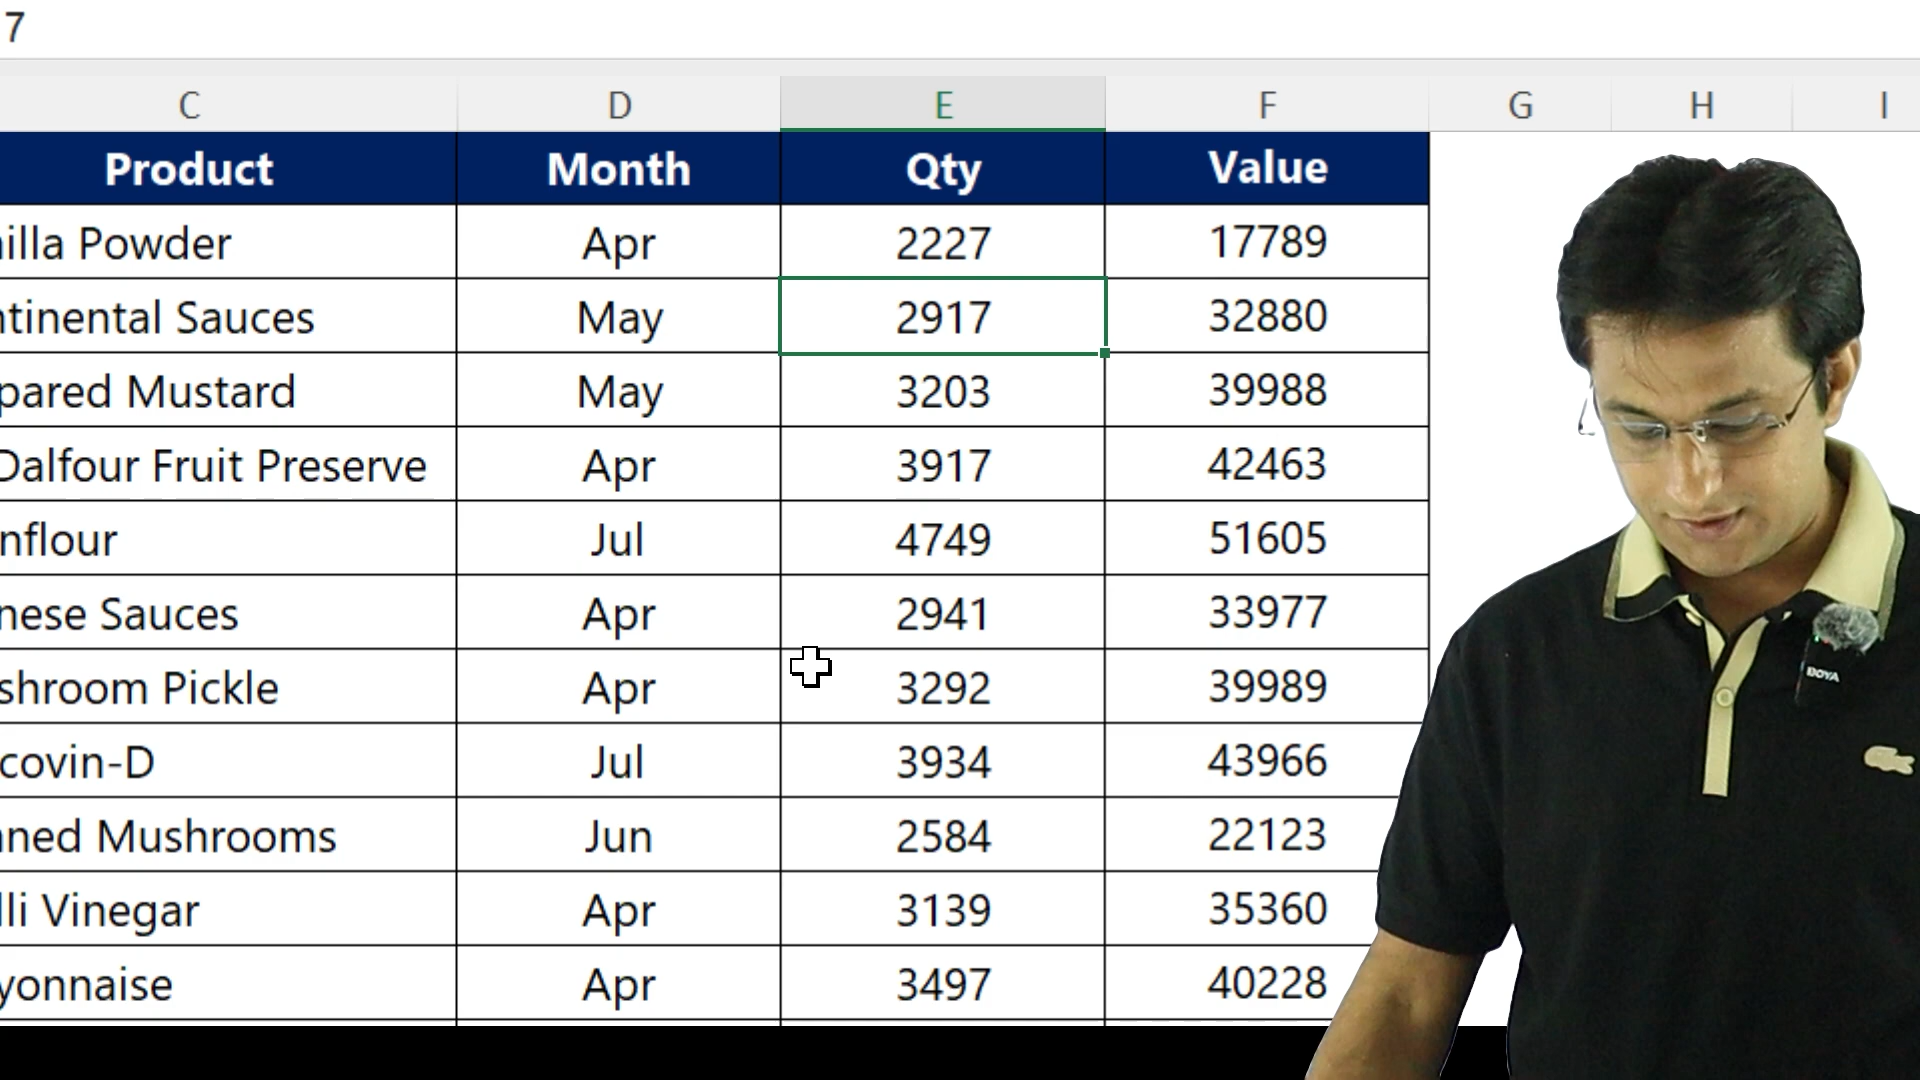 7
C D E F G H I
Product Month Qty Value
illa Powder Apr 2227 17789
ntinental Sauces May 2917 32880
pared Mustard May 3203 39988
Dalfour Fruit Preserve Apr 3917 42463
nflour Jul 4749 51605
nese Sauces Apr 2941 33977
shroom Pickle Apr 3292 39989
covin-D Jul 3934 43966
ned Mushrooms Jun 2584 22123
lli Vinegar Apr 3139 35360
yonnaise Apr 3497 40228
BOYA